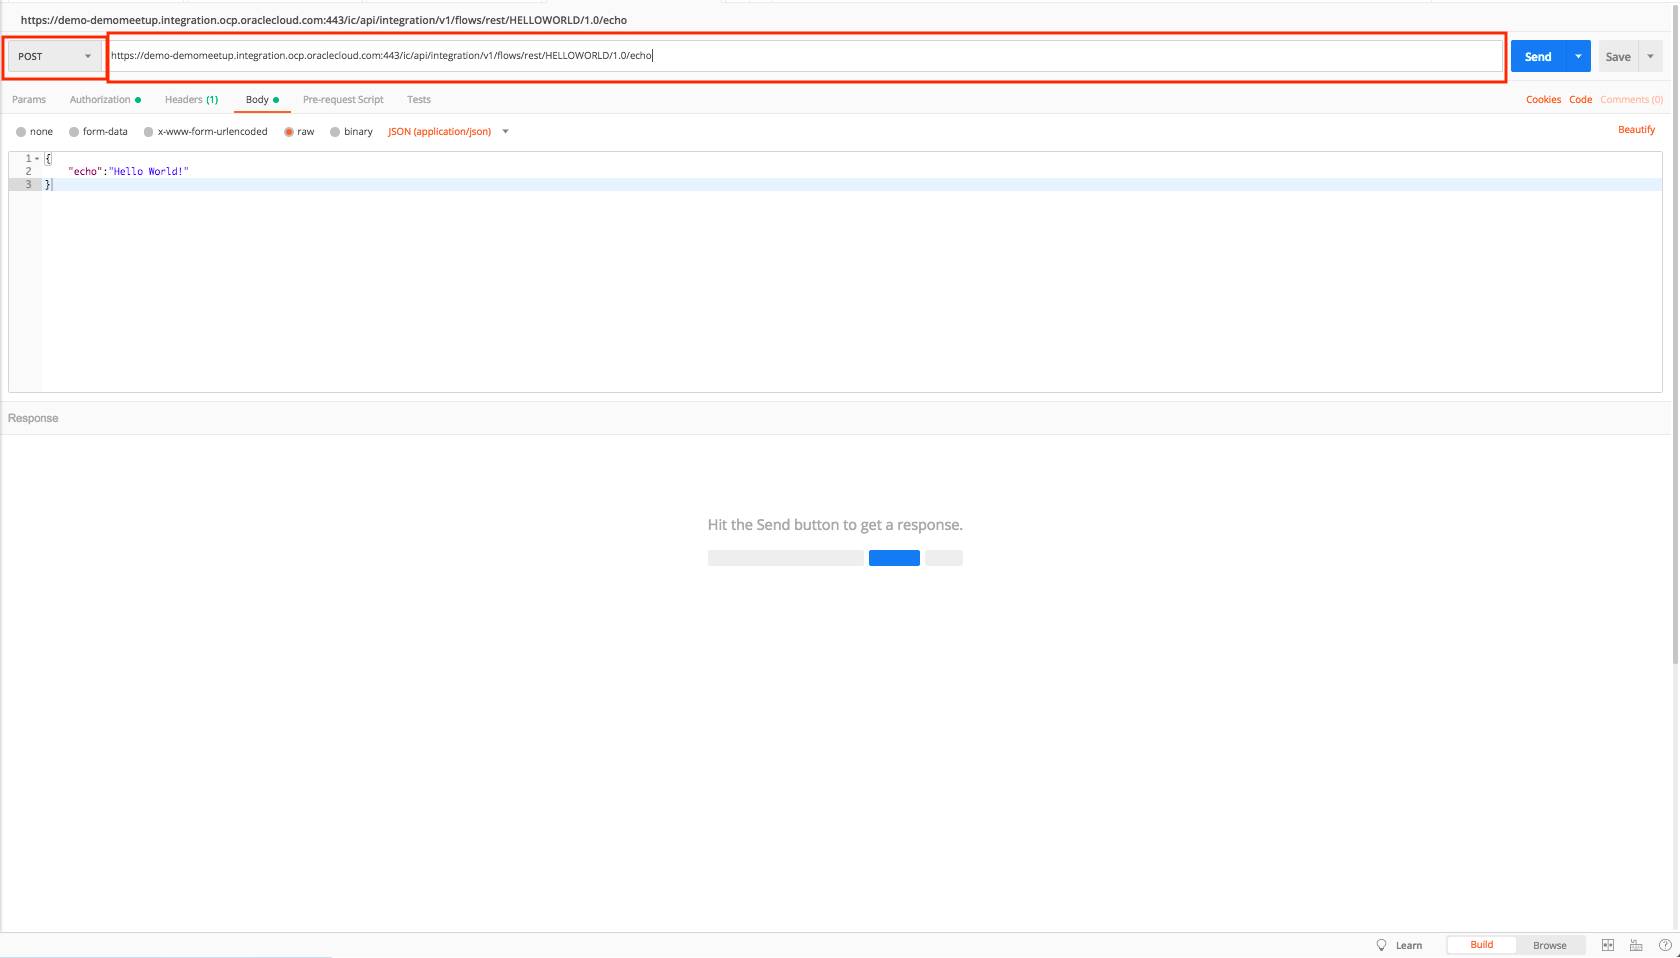 https://demo-demomeetup.integration.ocp.oraclecloud.com:443/ic/api/integration/v1/flows/rest/HELLOWORLD/1.0/echo
POST https://demo-demomeetup.integration.ocp.oraclecloud.com:443/ic/api/integration/v1/flows/rest/HELLOWORLD/1.0/echo Send Save
Params Authorization Headers (1) Body Pre-request Script Tests Cookies Code Comments (0)
none form-data x-www-form-urlencoded raw binary JSON (application/json) Beautify
1 {
2 "echo":"Hello World!"
3 }
Response
Hit the Send button to get a response.
Learn Build Browse